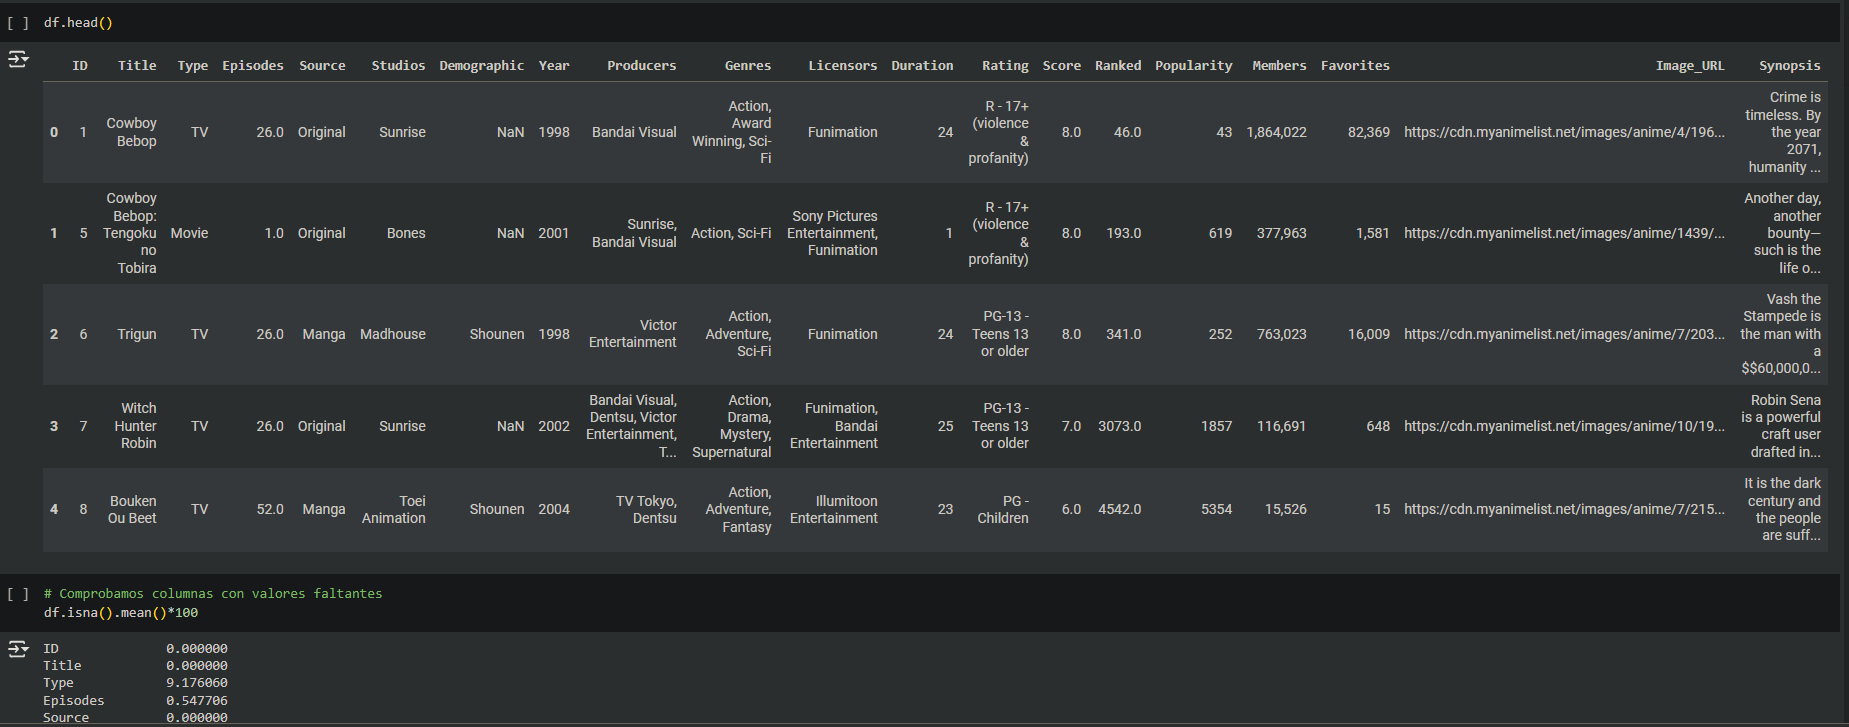 [ ] df.head()
ID Title Type Episodes Source Studios Demographic Year Producers Genres Licensors Duration Rating Score Ranked Popularity Members Favorites Image_URL Synopsis
0 1 Cowboy Bebop TV 26.0 Original Sunrise NaN 1998 Bandai Visual Action, Award Winning, Sci-Fi Funimation 24 R - 17+ (violence & profanity) 8.0 46.0 43 1,864,022 82,369 https://cdn.myanimelist.net/images/anime/4/196... Crime is timeless. By the year 2071, humanity ...
1 5 Cowboy Bebop: Tengoku no Tobira Movie 1.0 Original Bones NaN 2001 Sunrise, Bandai Visual Action, Sci-Fi Sony Pictures Entertainment, Funimation 1 R - 17+ (violence & profanity) 8.0 193.0 619 377,963 1,581 https://cdn.myanimelist.net/images/anime/1439/... Another day, another bounty—such is the life o...
2 6 Trigun TV 26.0 Manga Madhouse Shounen 1998 Victor Entertainment Action, Adventure, Sci-Fi Funimation 24 PG-13 - Teens 13 or older 8.0 341.0 252 763,023 16,009 https://cdn.myanimelist.net/images/anime/7/203... Vash the Stampede is the man with a $$60,000,0...
3 7 Witch Hunter Robin TV 26.0 Original Sunrise NaN 2002 Bandai Visual, Dentsu, Victor Entertainment, T... Action, Drama, Mystery, Supernatural Funimation, Bandai Entertainment 25 PG-13 - Teens 13 or older 7.0 3073.0 1857 116,691 648 https://cdn.myanimelist.net/images/anime/10/19... Robin Sena is a powerful craft user drafted in...
4 8 Bouken Ou Beet TV 52.0 Manga Toei Animation Shounen 2004 TV Tokyo, Dentsu Action, Adventure, Fantasy Illumitoon Entertainment 23 PG - Children 6.0 4542.0 5354 15,526 15 https://cdn.myanimelist.net/images/anime/7/215... It is the dark century and the people are suff...
[ ] # Comprobamos columnas con valores faltantes
df.isna().mean()*100
ID 0.000000
Title 0.000000
Type 9.176060
Episodes 0.547706
Source 0.000000